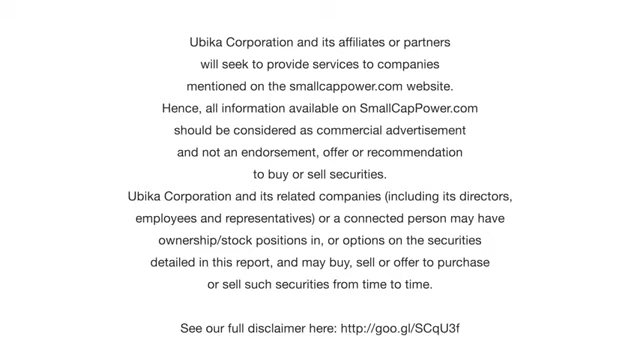 Ubika Corporation and its affiliates or partners
will seek to provide services to companies
mentioned on the smallcappower.com website.
Hence, all information available on SmallCapPower.com
should be considered as commercial advertisement
and not an endorsement, offer or recommendation
to buy or sell securities.
Ubika Corporation and its related companies (including its directors,
employees and representatives) or a connected person may have
ownership/stock positions in, or options on the securities
detailed in this report, and may buy, sell or offer to purchase
or sell such securities from time to time.
See our full disclaimer here: http://goo.gl/SCqU3f